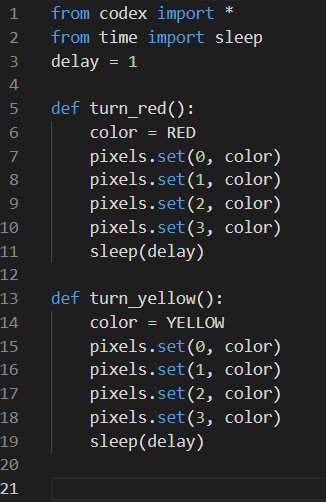 1 from codex import *
2 from time import sleep
3 delay = 1
4
5 def turn_red():
6     color = RED
7     pixels.set(0, color)
8     pixels.set(1, color)
9     pixels.set(2, color)
10     pixels.set(3, color)
11     sleep(delay)
12
13 def turn_yellow():
14     color = YELLOW
15     pixels.set(0, color)
16     pixels.set(1, color)
17     pixels.set(2, color)
18     pixels.set(3, color)
19     sleep(delay)
20
21